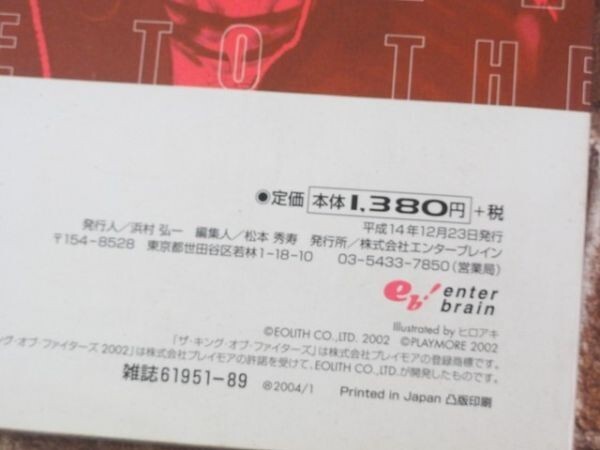 E TO THE
●定価 本体1,380円 +税
発行人/浜村 弘一 編集人/松本 秀寿 発行所/株式会社エンターブレイン 平成14年12月23日発行
〒154-8528 東京都世田谷区若林1-18-10 03-5433-7850(営業局)
eb! enter
brain
Illustrated by ヒロアキ
©EOLITH CO.,LTD. 2002 ©PLAYMORE 2002
「ザ・キング・オブ・ファイターズ」は株式会社プレイモアの登録商標です。
ング・オブ・ファイターズ2002」は株式会社プレイモアの許諾を受けて、EOLITH CO.,LTD.が開発したものです。
雑誌61951-89 ®2004/1 Printed in Japan 凸版印刷